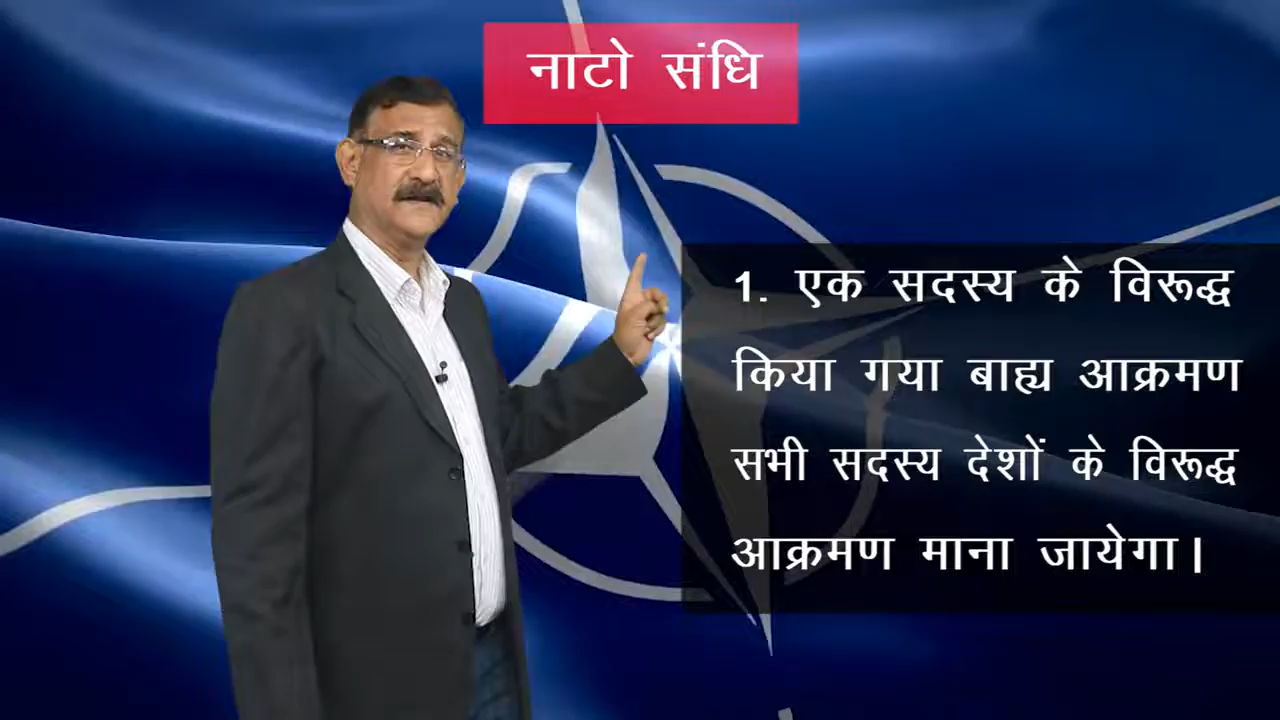 नाटो संधि
1. एक सदस्य के विरूद्ध
किया गया बाह्य आक्रमण
सभी सदस्य देशों के विरूद्ध
आक्रमण माना जायेगा।